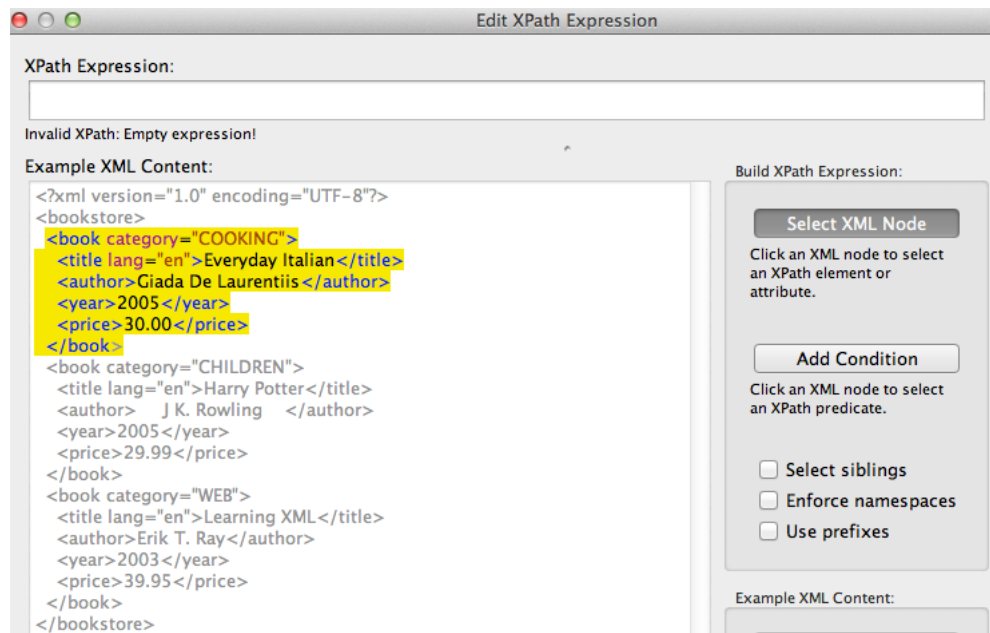 Edit XPath Expression
XPath Expression:
Invalid XPath: Empty expression!
Example XML Content:
<?xml version="1.0" encoding="UTF-8"?>
<bookstore>
<book category="COOKING">
<title lang="en">Everyday Italian</title>
<author>Giada De Laurentiis</author>
<year>2005</year>
<price>30.00</price>
</book>
<book category="CHILDREN">
<title lang="en">Harry Potter</title>
<author>   J K. Rowling   </author>
<year>2005</year>
<price>29.99</price>
</book>
<book category="WEB">
<title lang="en">Learning XML</title>
<author>Erik T. Ray</author>
<year>2003</year>
<price>39.95</price>
</book>
</bookstore>
Build XPath Expression:
Select XML Node
Click an XML node to select
an XPath element or
attribute.
Add Condition
Click an XML node to select
an XPath predicate.
Select siblings
Enforce namespaces
Use prefixes
Example XML Content: